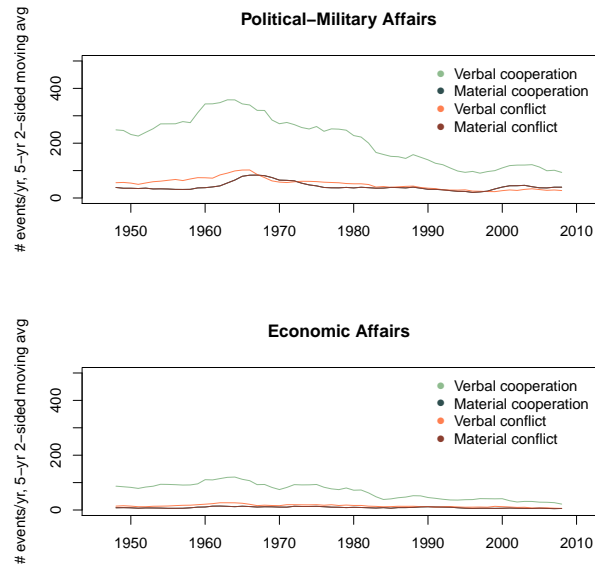 Political−Military Affairs
# events/yr, 5−yr 2−sided moving avg
400
200
0
Verbal cooperation
Material cooperation
Verbal conflict
Material conflict
1950 1960 1970 1980 1990 2000 2010
Economic Affairs
# events/yr, 5−yr 2−sided moving avg
400
200
0
Verbal cooperation
Material cooperation
Verbal conflict
Material conflict
1950 1960 1970 1980 1990 2000 2010